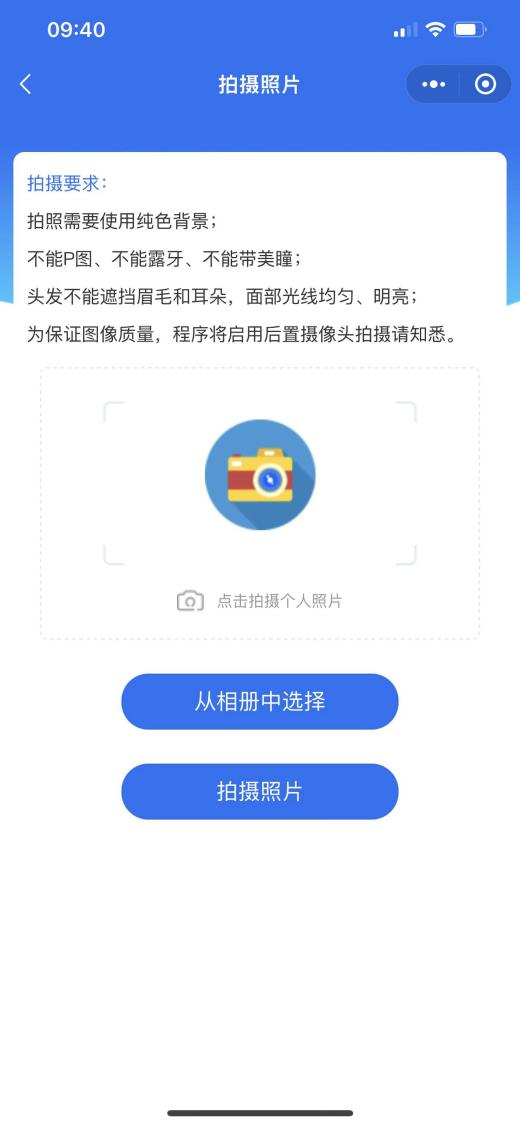 09:40
拍摄照片
拍摄要求：
拍照需要使用纯色背景；
不能P图、不能露牙、不能带美瞳；
头发不能遮挡眉毛和耳朵，面部光线均匀、明亮；
为保证图像质量，程序将启用后置摄像头拍摄请知悉。
点击拍摄个人照片
从相册中选择
拍摄照片